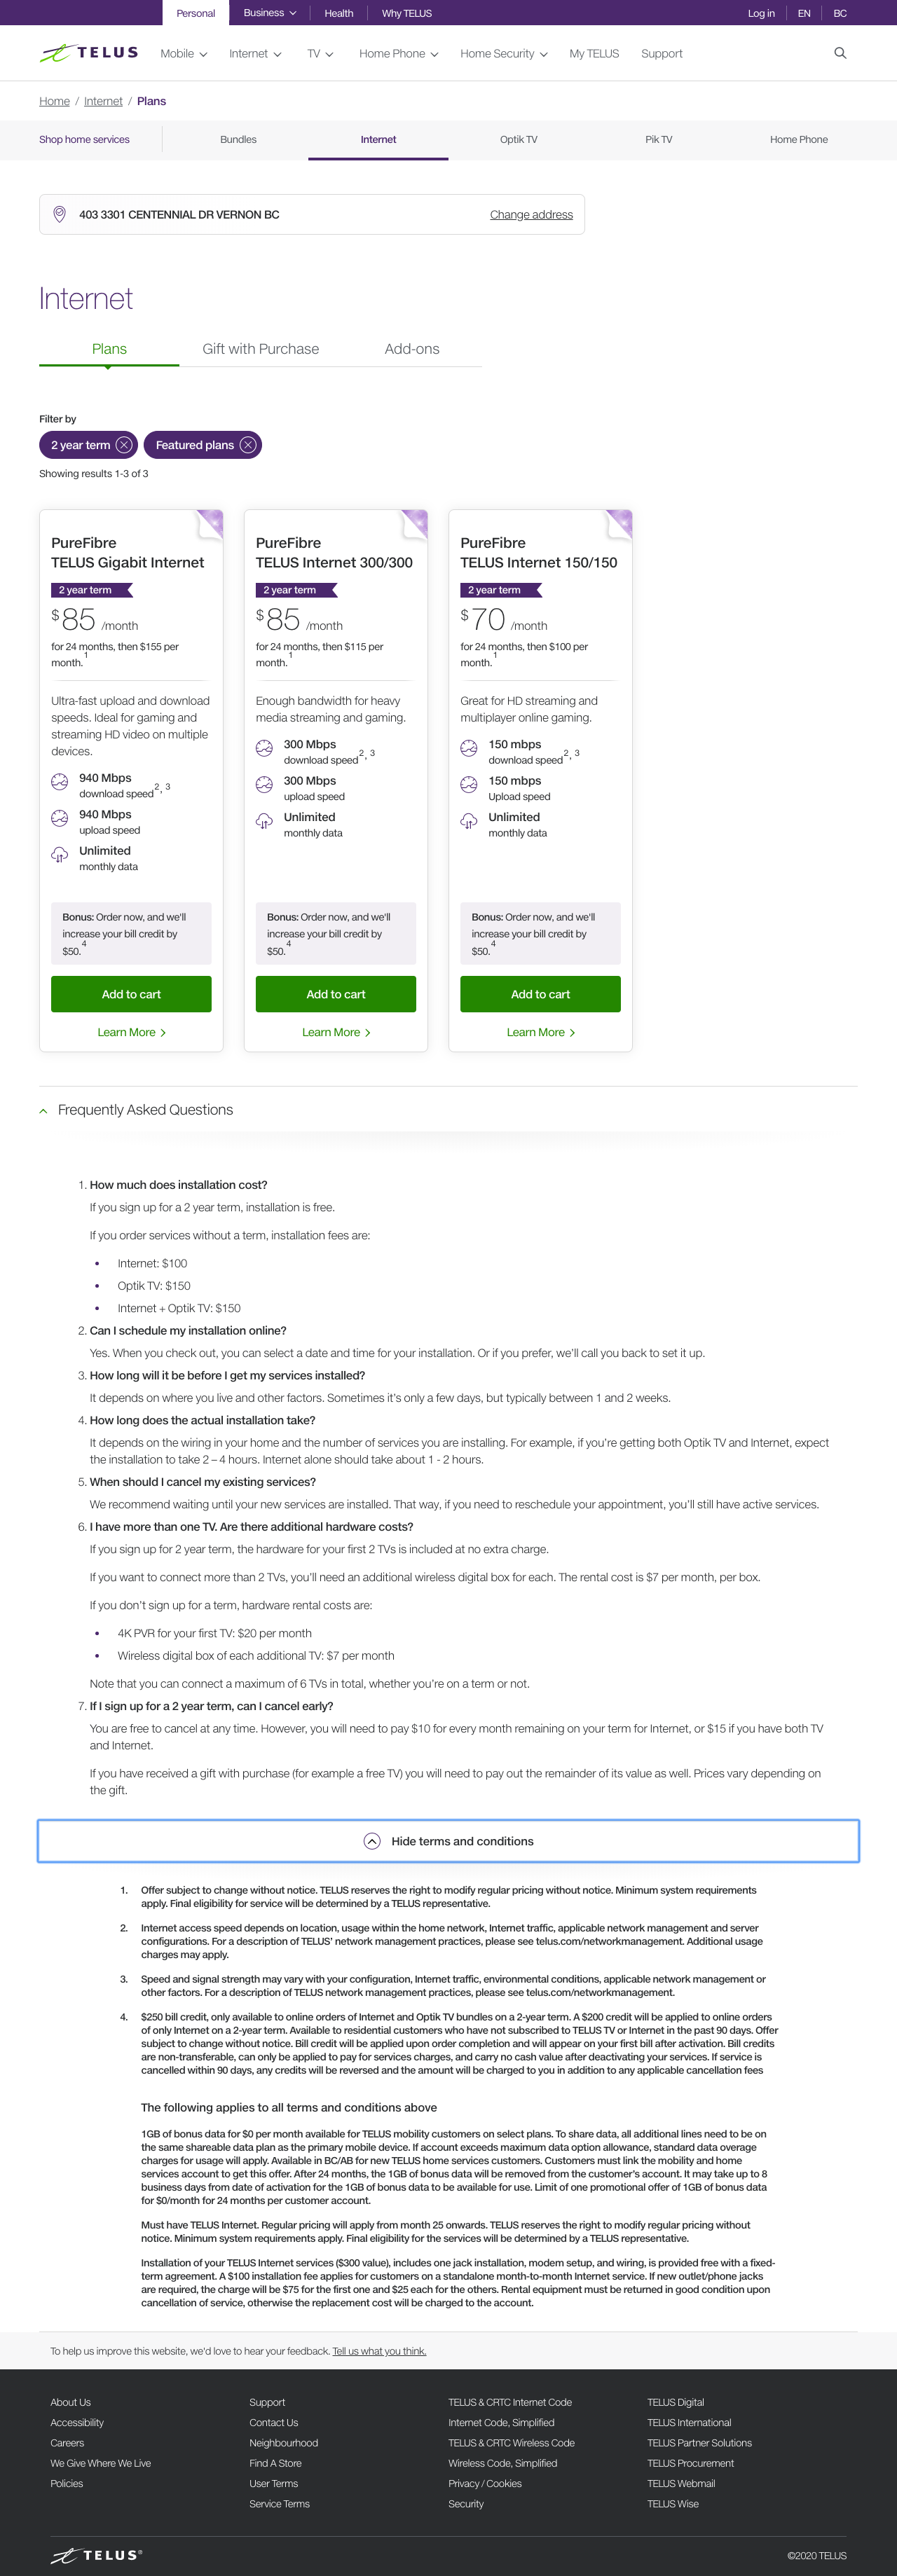 Personal Business Health Why TELUS Log in EN BC
TELUS Mobile Internet TV Home Phone Home Security My TELUS Support
Home / Internet / Plans
Shop home services Bundles Internet Optik TV Pik TV Home Phone
403 3301 CENTENNIAL DR VERNON BC Change address
Internet
Plans Gift with Purchase Add-ons
Filter by
2 year term Featured plans
Showing results 1-3 of 3
PureFibre
TELUS Gigabit Internet
2 year term
$85 /month
for 24 months, then $155 per
month.1
Ultra-fast upload and download
speeds. Ideal for gaming and
streaming HD video on multiple
devices.
940 Mbps
download speed2, 3
940 Mbps
upload speed
Unlimited
monthly data
Bonus: Order now, and we'll
increase your bill credit by
$50.4
Add to cart
Learn More
PureFibre
TELUS Internet 300/300
2 year term
$85 /month
for 24 months, then $115 per
month.1
Enough bandwidth for heavy
media streaming and gaming.
300 Mbps
download speed2, 3
300 Mbps
upload speed
Unlimited
monthly data
Bonus: Order now, and we'll
increase your bill credit by
$50.4
Add to cart
Learn More
PureFibre
TELUS Internet 150/150
2 year term
$70 /month
for 24 months, then $100 per
month.1
Great for HD streaming and
multiplayer online gaming.
150 mbps
download speed2, 3
150 mbps
Upload speed
Unlimited
monthly data
Bonus: Order now, and we'll
increase your bill credit by
$50.4
Add to cart
Learn More
Frequently Asked Questions
1. How much does installation cost?
If you sign up for a 2 year term, installation is free.
If you order services without a term, installation fees are:
• Internet: $100
• Optik TV: $150
• Internet + Optik TV: $150
2. Can I schedule my installation online?
Yes. When you check out, you can select a date and time for your installation. Or if you prefer, we'll call you back to set it up.
3. How long will it be before I get my services installed?
It depends on where you live and other factors. Sometimes it's only a few days, but typically between 1 and 2 weeks.
4. How long does the actual installation take?
It depends on the wiring in your home and the number of services you are installing. For example, if you're getting both Optik TV and Internet, expect
the installation to take 2 – 4 hours. Internet alone should take about 1 - 2 hours.
5. When should I cancel my existing services?
We recommend waiting until your new services are installed. That way, if you need to reschedule your appointment, you'll still have active services.
6. I have more than one TV. Are there additional hardware costs?
If you sign up for 2 year term, the hardware for your first 2 TVs is included at no extra charge.
If you want to connect more than 2 TVs, you'll need an additional wireless digital box for each. The rental cost is $7 per month, per box.
If you don't sign up for a term, hardware rental costs are:
• 4K PVR for your first TV: $20 per month
• Wireless digital box of each additional TV: $7 per month
Note that you can connect a maximum of 6 TVs in total, whether you're on a term or not.
7. If I sign up for a 2 year term, can I cancel early?
You are free to cancel at any time. However, you will need to pay $10 for every month remaining on your term for Internet, or $15 if you have both TV
and Internet.
If you have received a gift with purchase (for example a free TV) you will need to pay out the remainder of its value as well. Prices vary depending on
the gift.
Hide terms and conditions
1. Offer subject to change without notice. TELUS reserves the right to modify regular pricing without notice. Minimum system requirements
apply. Final eligibility for service will be determined by a TELUS representative.
2. Internet access speed depends on location, usage within the home network, Internet traffic, applicable network management and server
configurations. For a description of TELUS' network management practices, please see telus.com/networkmanagement. Additional usage
charges may apply.
3. Speed and signal strength may vary with your configuration, Internet traffic, environmental conditions, applicable network management or
other factors. For a description of TELUS network management practices, please see telus.com/networkmanagement.
4. $250 bill credit, only available to online orders of Internet and Optik TV bundles on a 2-year term. A $200 credit will be applied to online orders
of only Internet on a 2-year term. Available to residential customers who have not subscribed to TELUS TV or Internet in the past 90 days. Offer
subject to change without notice. Bill credit will be applied upon order completion and will appear on your first bill after activation. Bill credits
are non-transferable, can only be applied to pay for services charges, and carry no cash value after deactivating your services. If service is
cancelled within 90 days, any credits will be reversed and the amount will be charged to you in addition to any applicable cancellation fees
The following applies to all terms and conditions above
1GB of bonus data for $0 per month available for TELUS mobility customers on select plans. To share data, all additional lines need to be on
the same shareable data plan as the primary mobile device. If account exceeds maximum data option allowance, standard data overage
charges for usage will apply. Available in BC/AB for new TELUS home services customers. Customers must link the mobility and home
services account to get this offer. After 24 months, the 1GB of bonus data will be removed from the customer's account. It may take up to 8
business days from date of activation for the 1GB of bonus data to be available for use. Limit of one promotional offer of 1GB of bonus data
for $0/month for 24 months per customer account.
Must have TELUS Internet. Regular pricing will apply from month 25 onwards. TELUS reserves the right to modify regular pricing without
notice. Minimum system requirements apply. Final eligibility for the services will be determined by a TELUS representative.
Installation of your TELUS Internet services ($300 value), includes one jack installation, modem setup, and wiring, is provided free with a fixed-
term agreement. A $100 installation fee applies for customers on a standalone month-to-month Internet service. If new outlet/phone jacks
are required, the charge will be $75 for the first one and $25 each for the others. Rental equipment must be returned in good condition upon
cancellation of service, otherwise the replacement cost will be charged to the account.
To help us improve this website, we'd love to hear your feedback. Tell us what you think.
About Us Support TELUS & CRTC Internet Code TELUS Digital
Accessibility Contact Us Internet Code, Simplified TELUS International
Careers Neighbourhood TELUS & CRTC Wireless Code TELUS Partner Solutions
We Give Where We Live Find A Store Wireless Code, Simplified TELUS Procurement
Policies User Terms Privacy / Cookies TELUS Webmail
Service Terms Security TELUS Wise
TELUS® ©2020 TELUS